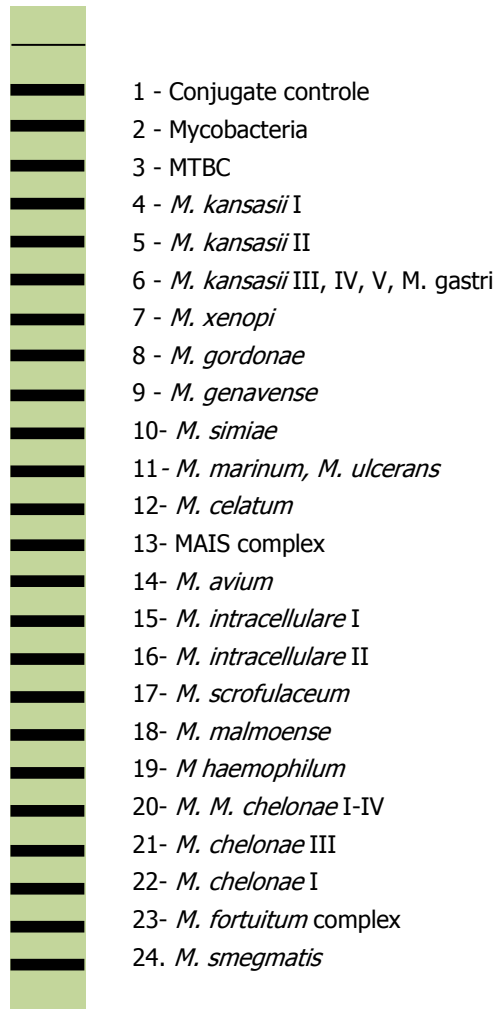 1 - Conjugate controle
2 - Mycobacteria
3 - MTBC
4 - M. kansasii I
5 - M. kansasii II
6 - M. kansasii III, IV, V, M. gastri
7 - M. xenopi
8 - M. gordonae
9 - M. genavense
10- M. simiae
11- M. marinum, M. ulcerans
12- M. celatum
13- MAIS complex
14- M. avium
15- M. intracellulare I
16- M. intracellulare II
17- M. scrofulaceum
18- M. malmoense
19- M haemophilum
20- M. M. chelonae I-IV
21- M. chelonae III
22- M. chelonae I
23- M. fortuitum complex
24. M. smegmatis